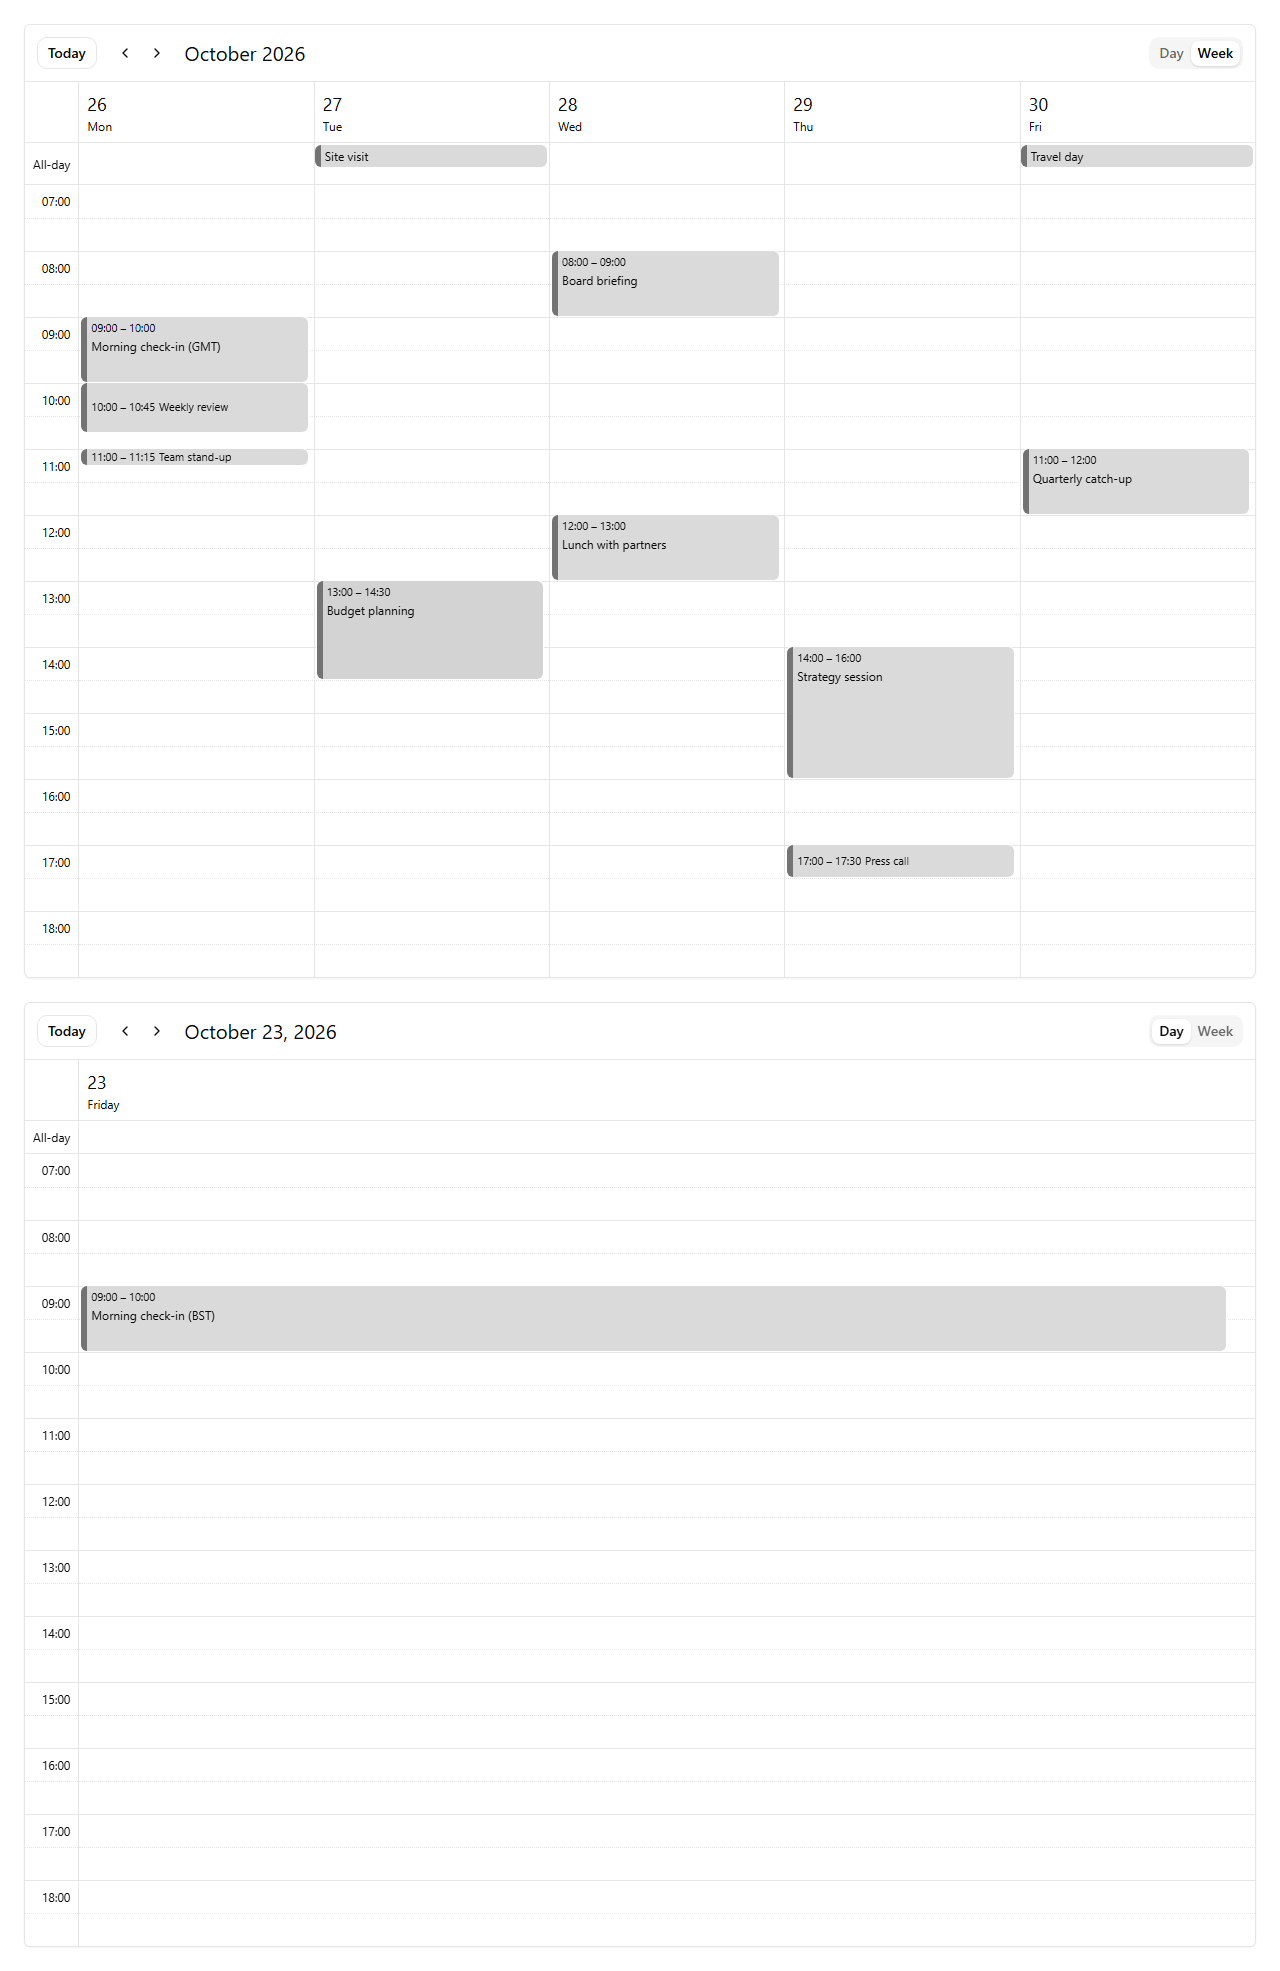 Today
October 2026
Day Week
26
Mon
27
Tue
28
Wed
29
Thu
30
Fri
All-day
Site visit
Travel day
07:00
08:00
08:00 – 09:00
Board briefing
09:00
09:00 – 10:00
Morning check-in (GMT)
10:00
10:00 – 10:45 Weekly review
11:00
11:00 – 11:15 Team stand-up
11:00 – 12:00
Quarterly catch-up
12:00
12:00 – 13:00
Lunch with partners
13:00
13:00 – 14:30
Budget planning
14:00
14:00 – 16:00
Strategy session
15:00
16:00
17:00
17:00 – 17:30 Press call
18:00
Today
October 23, 2026
Day Week
23
Friday
All-day
07:00
08:00
09:00
09:00 – 10:00
Morning check-in (BST)
10:00
11:00
12:00
13:00
14:00
15:00
16:00
17:00
18:00